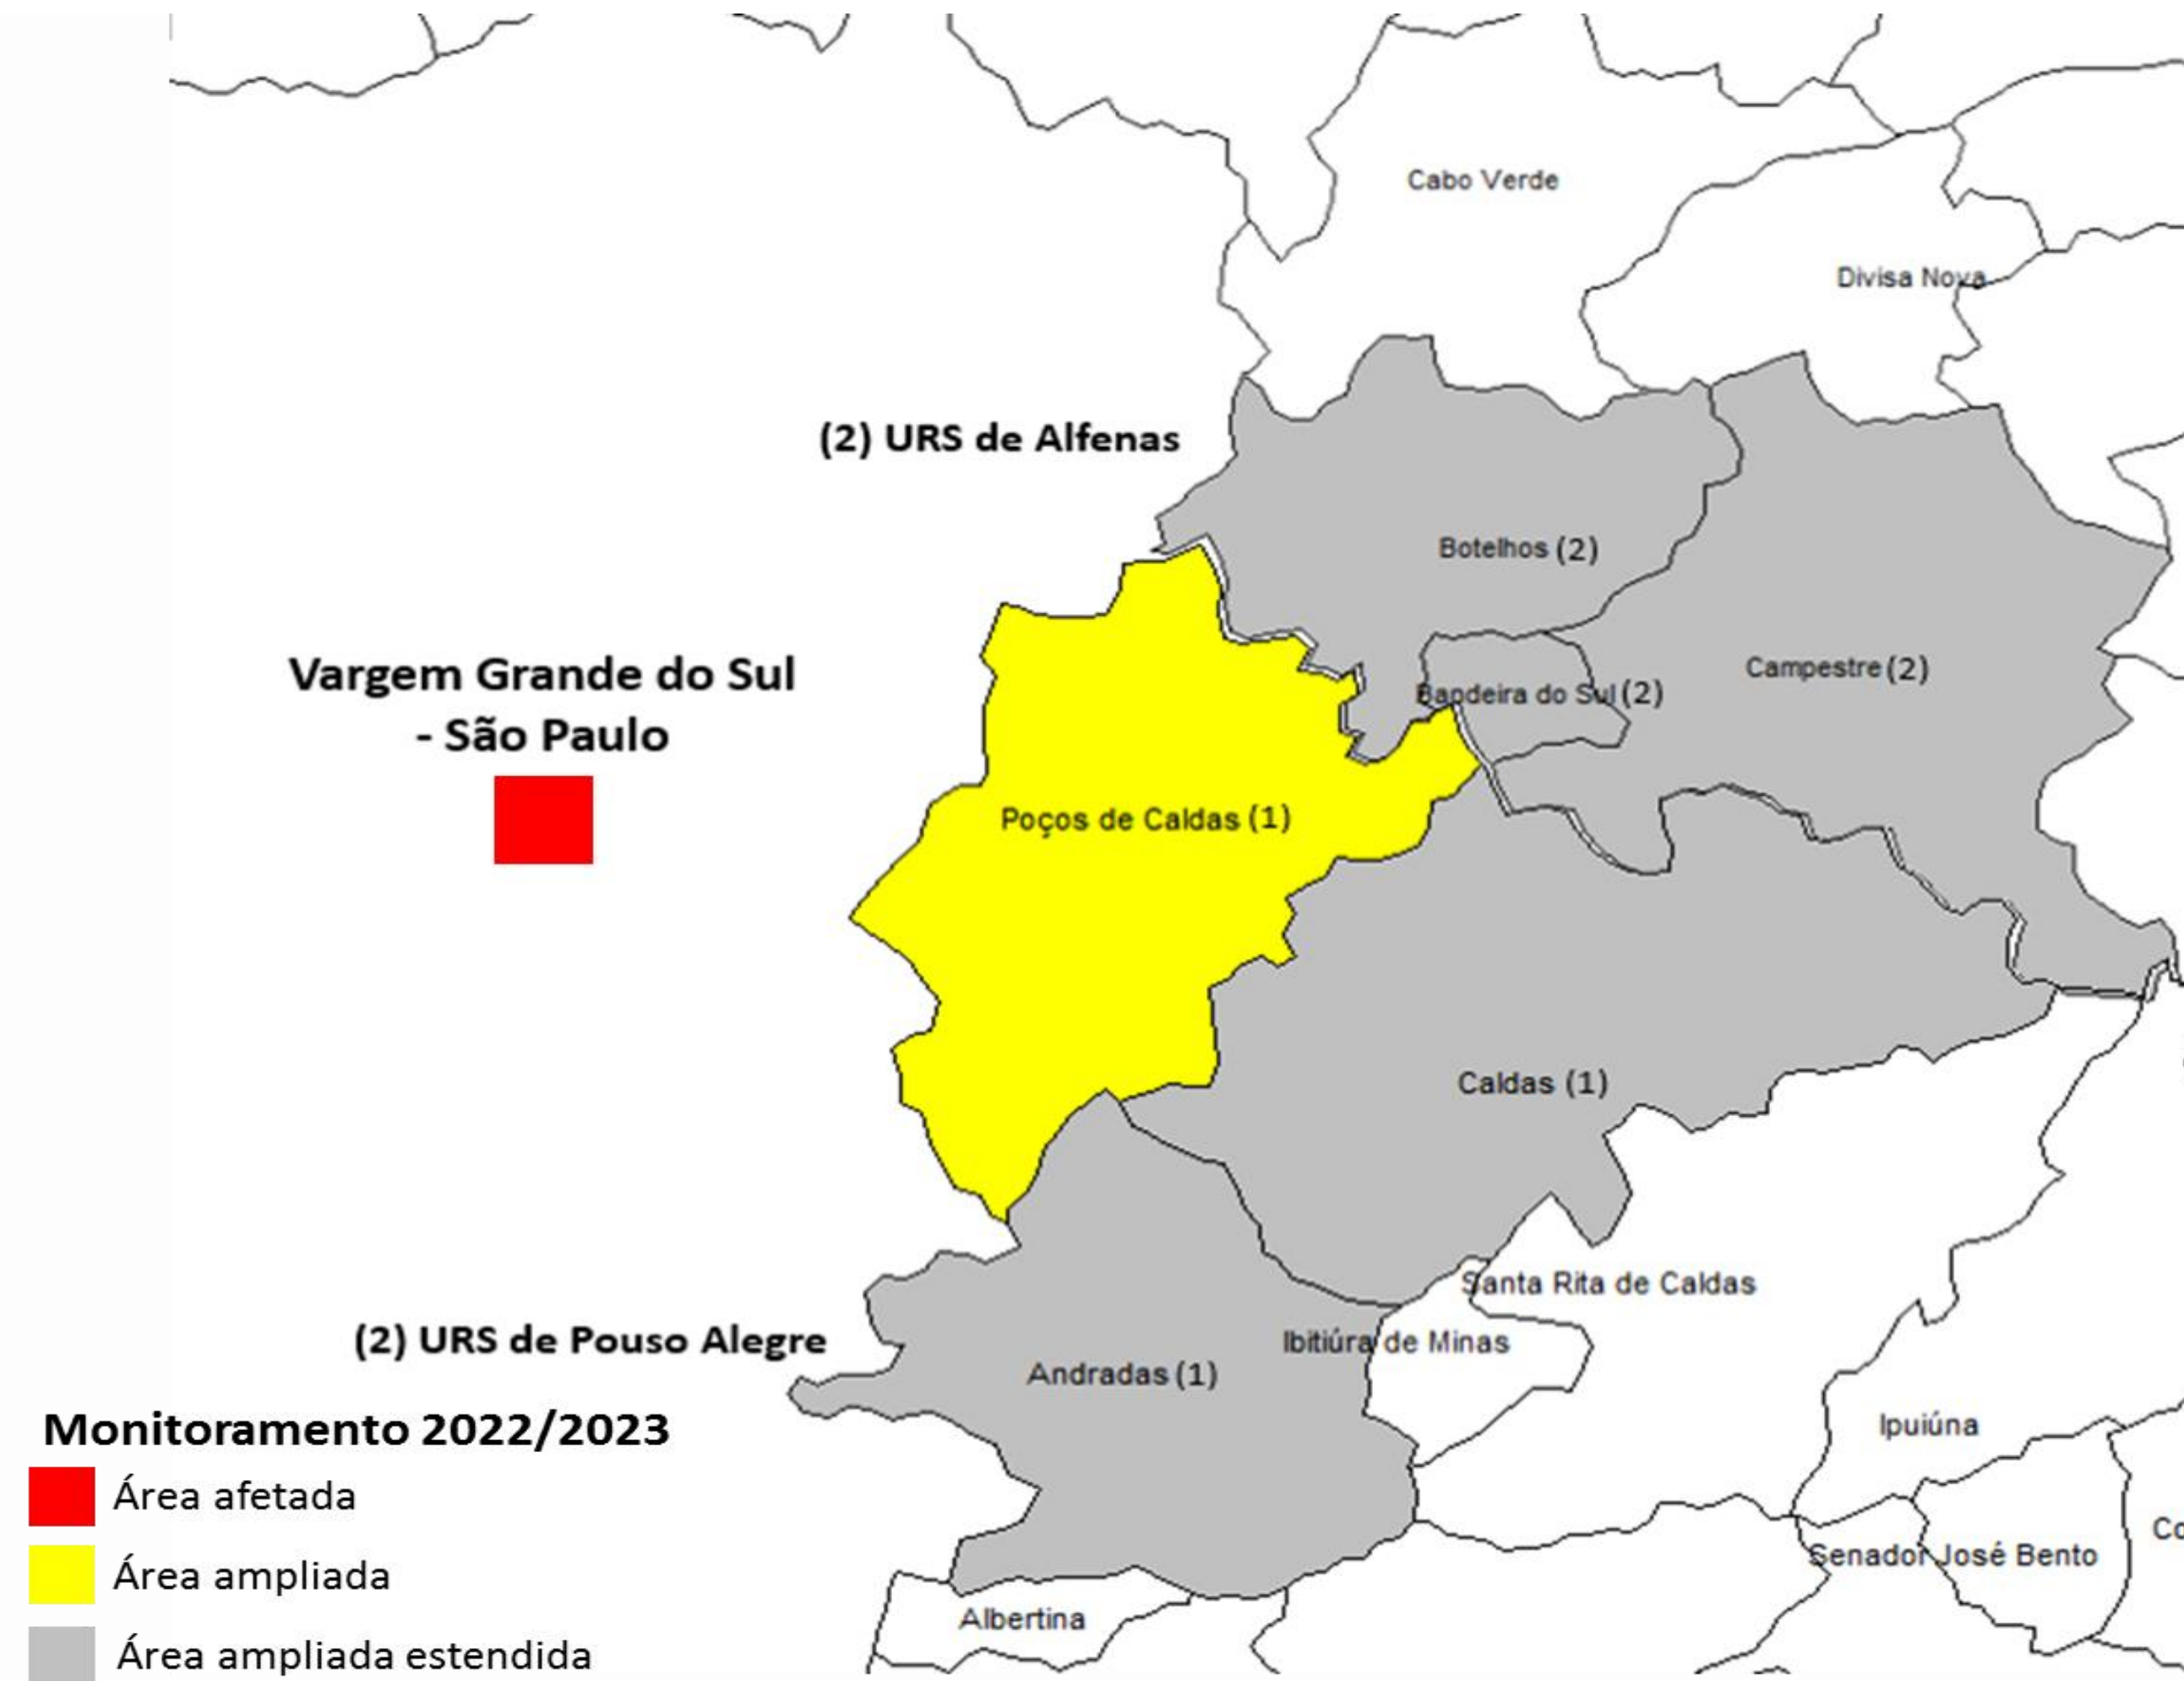 Cabo Verde
Divisa Nova
(2) URS de Alfenas
Botelhos (2)
Vargem Grande do Sul
- São Paulo
Campestre (2)
Bandeira do Sul (2)
Poços de Caldas (1)
Caldas (1)
Santa Rita de Caldas
(2) URS de Pouso Alegre
Ibitiúra de Minas
Andradas (1)
Monitoramento 2022/2023
Ipuiúna
Área afetada
Co
Senador José Bento
Área ampliada
Albertina
Área ampliada estendida